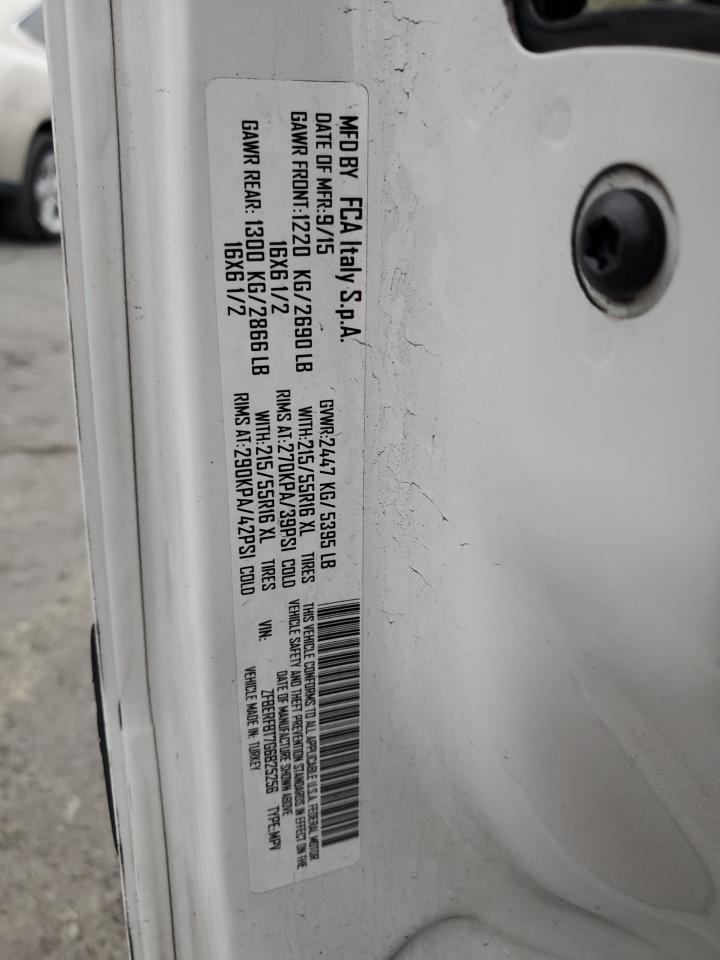 MFD BY FCA Italy S.p.A.
DATE OF MFR:9/15 GVWR:2447 KG/ 5395 LB
GAWR FRONT:1220 KG/2690 LB WITH:215/55R16 XL TIRES
16X6 1/2 RIMS AT:270KPA/39PSI COLD
GAWR REAR: 1300 KG/2866 LB WITH:215/55R16 XL TIRES
16X6 1/2 RIMS AT:290KPA/42PSI COLD
THIS VEHICLE CONFORMS TO ALL APPLICABLE U.S.A. FEDERAL MOTOR
VEHICLE SAFETY AND THEFT PREVENTION STANDARDS IN EFFECT ON THE
DATE OF MANUFACTURE SHOWN ABOVE
VIN: ZFBERFBT7G6B25256 TYPE:MPV
VEHICLE MADE IN: TURKEY